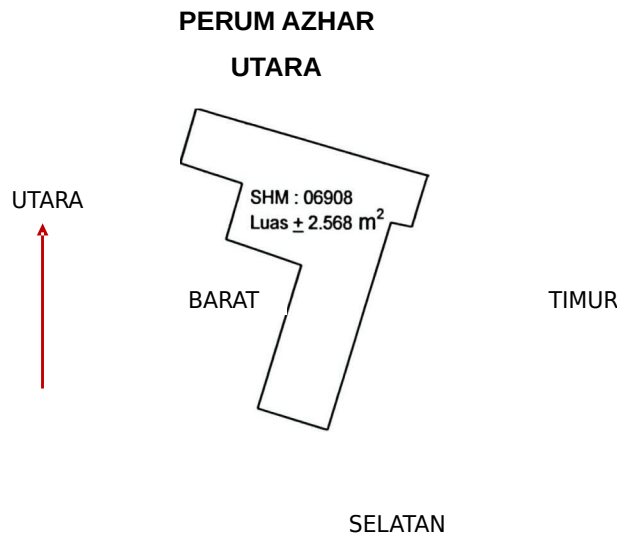 PERUM AZHAR
UTARA
SHM : 06908
UTARA
Luas ± 2.568 m²
BARAT
TIMUR
SELATAN